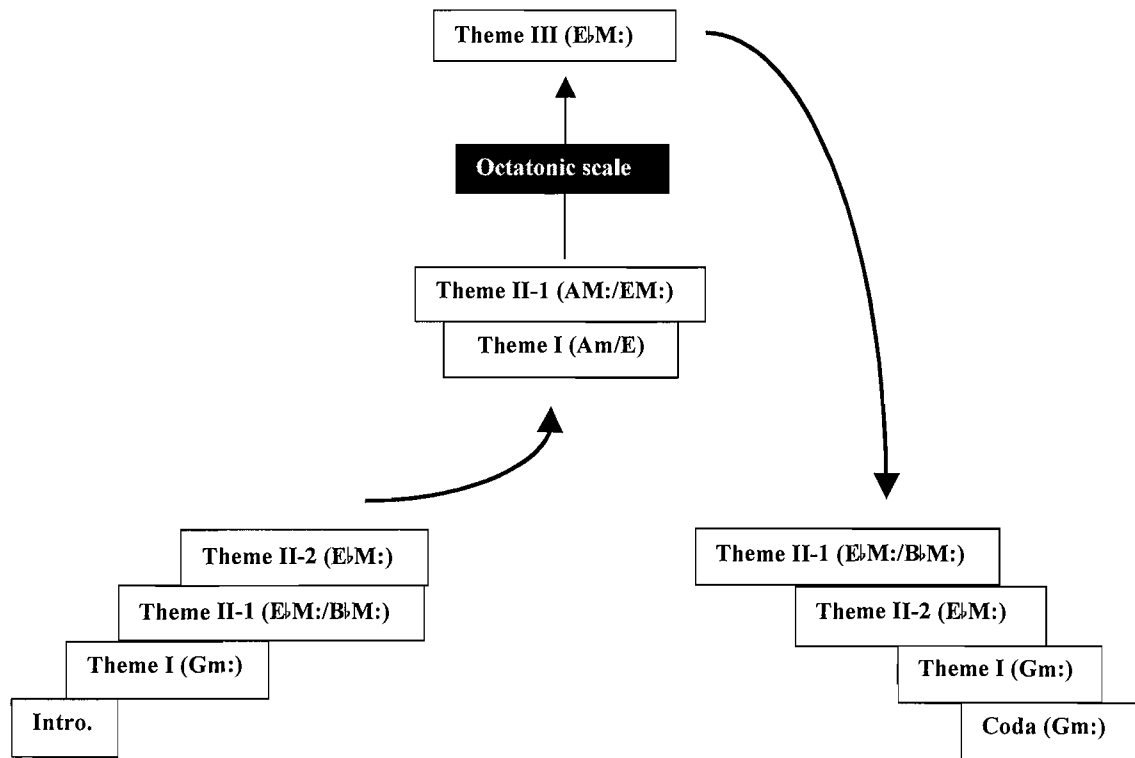 Theme III (E♭M:)
Octatonic scale
Theme II-1 (AM:/EM:)
Theme I (Am/E)
Theme II-2 (E♭M:)
Theme II-1 (E♭M:/B♭M:)
Theme I (Gm:)
Intro.
Theme II-1 (E♭M:/B♭M:)
Theme II-2 (E♭M:)
Theme I (Gm:)
Coda (Gm:)